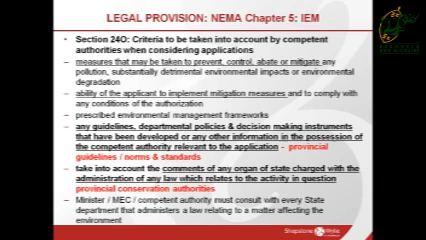 LEGAL PROVISION: NEMA Chapter 5: IEM
• Section 24O: Criteria to be taken into account by competent
authorities when considering applications
– measures that may be taken to prevent, control, abate or mitigate any
pollution, substantially detrimental environmental impacts or environmental
degradation
– ability of the applicant to implement mitigation measures and to comply with
any conditions of the authorization
– prescribed environmental management frameworks
– any guidelines, departmental policies & decision making instruments
that have been developed or any other information in the possession of
the competent authority relevant to the application - provincial
guidelines / norms & standards
– take into account the comments of any organ of state charged with the
administration of any law which relates to the activity in question
provincial conservation authorities
– Minister / MEC / competent authority must consult with every State
department that administers a law relating to a matter affecting the
environment
Shepstone Wylie